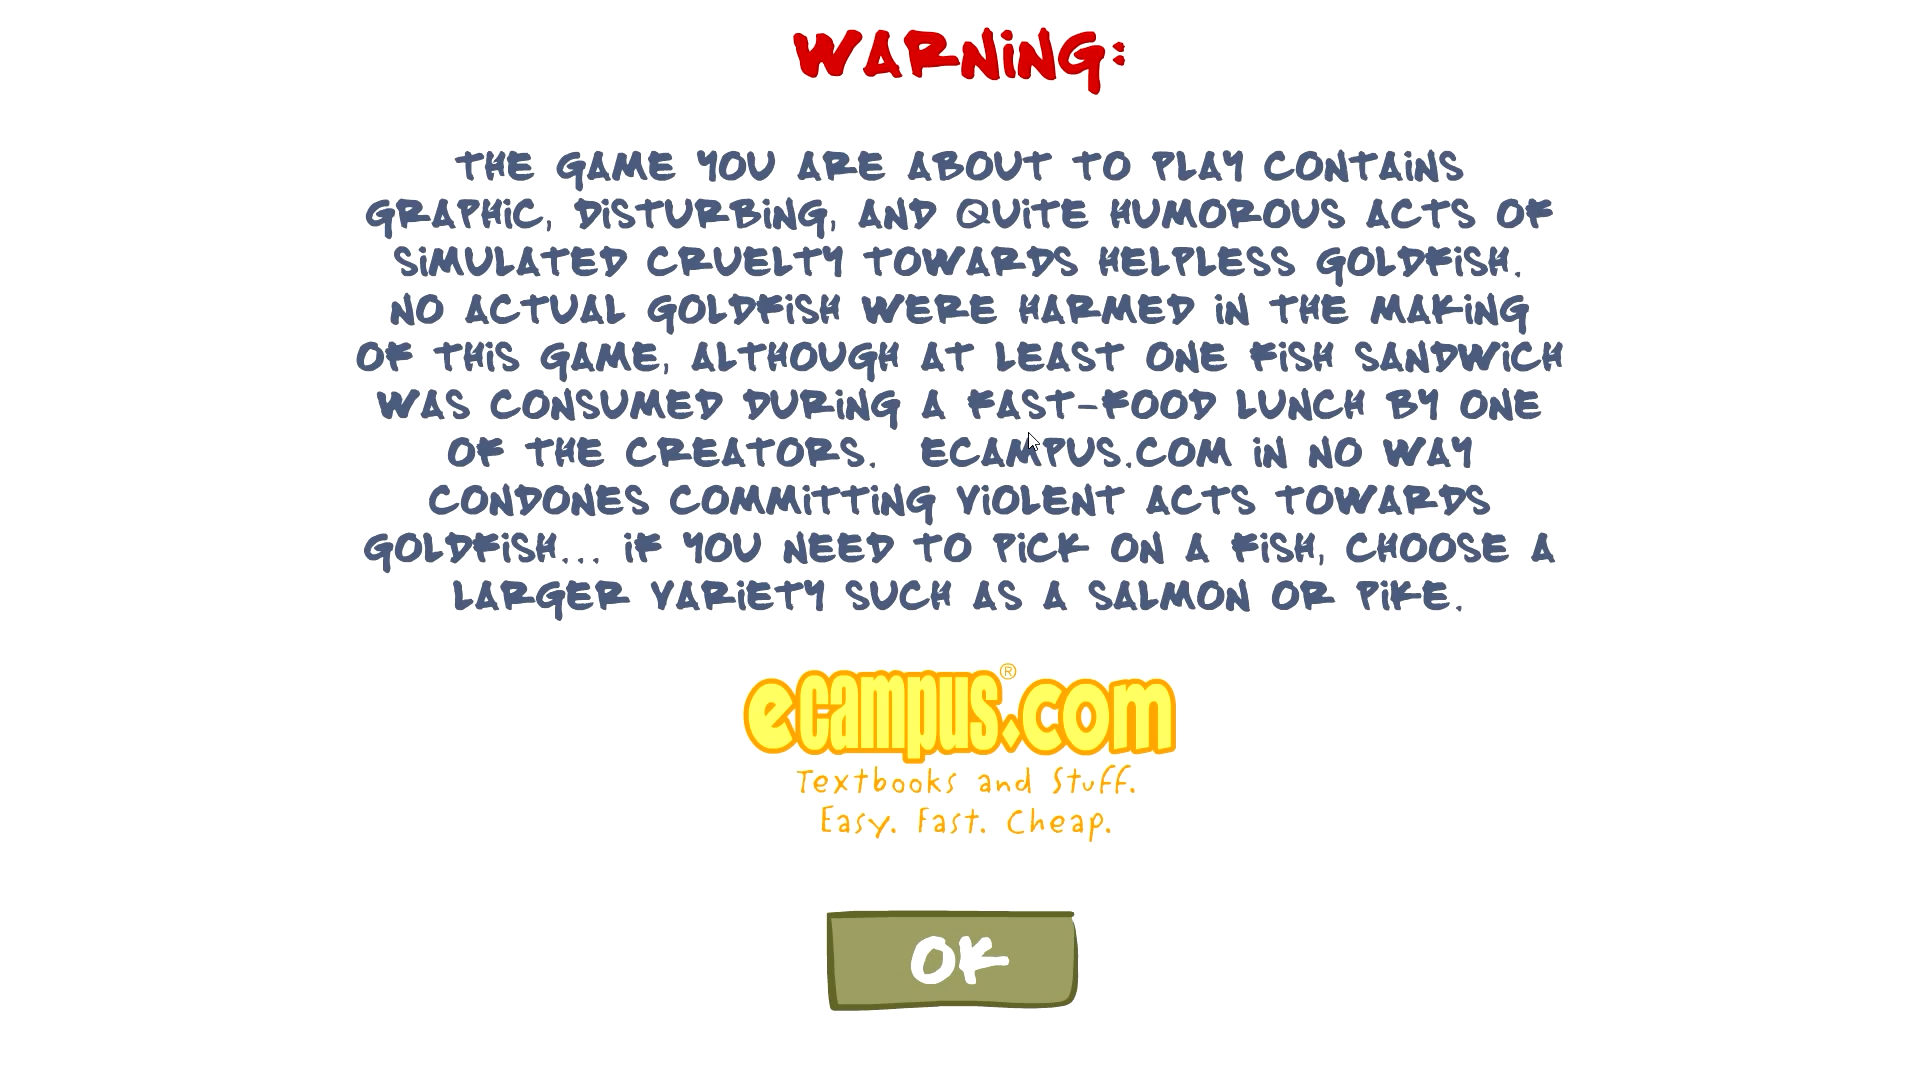 WARNING:
THE GAME YOU ARE ABOUT TO PLAY CONTAINS
GRAPHIC, DISTURBING, AND QUITE HUMOROUS ACTS OF
SIMULATED CRUELTY TOWARDS HELPLESS GOLDFISH.
NO ACTUAL GOLDFISH WERE HARMED IN THE MAKING
OF THIS GAME, ALTHOUGH AT LEAST ONE FISH SANDWICH
WAS CONSUMED DURING A FAST-FOOD LUNCH BY ONE
OF THE CREATORS.  ECAMPUS.COM IN NO WAY
CONDONES COMMITTING VIOLENT ACTS TOWARDS
GOLDFISH... IF YOU NEED TO PICK ON A FISH, CHOOSE A
LARGER VARIETY SUCH AS A SALMON OR PIKE.
ecampus.com®
Textbooks and Stuff.
Easy. Fast. Cheap.
OK